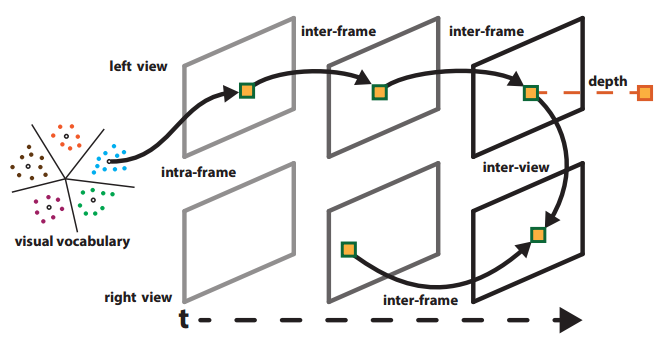 inter-frame
inter-frame
left view
depth
intra-frame
inter-view
visual vocabulary
right view
inter-frame
t